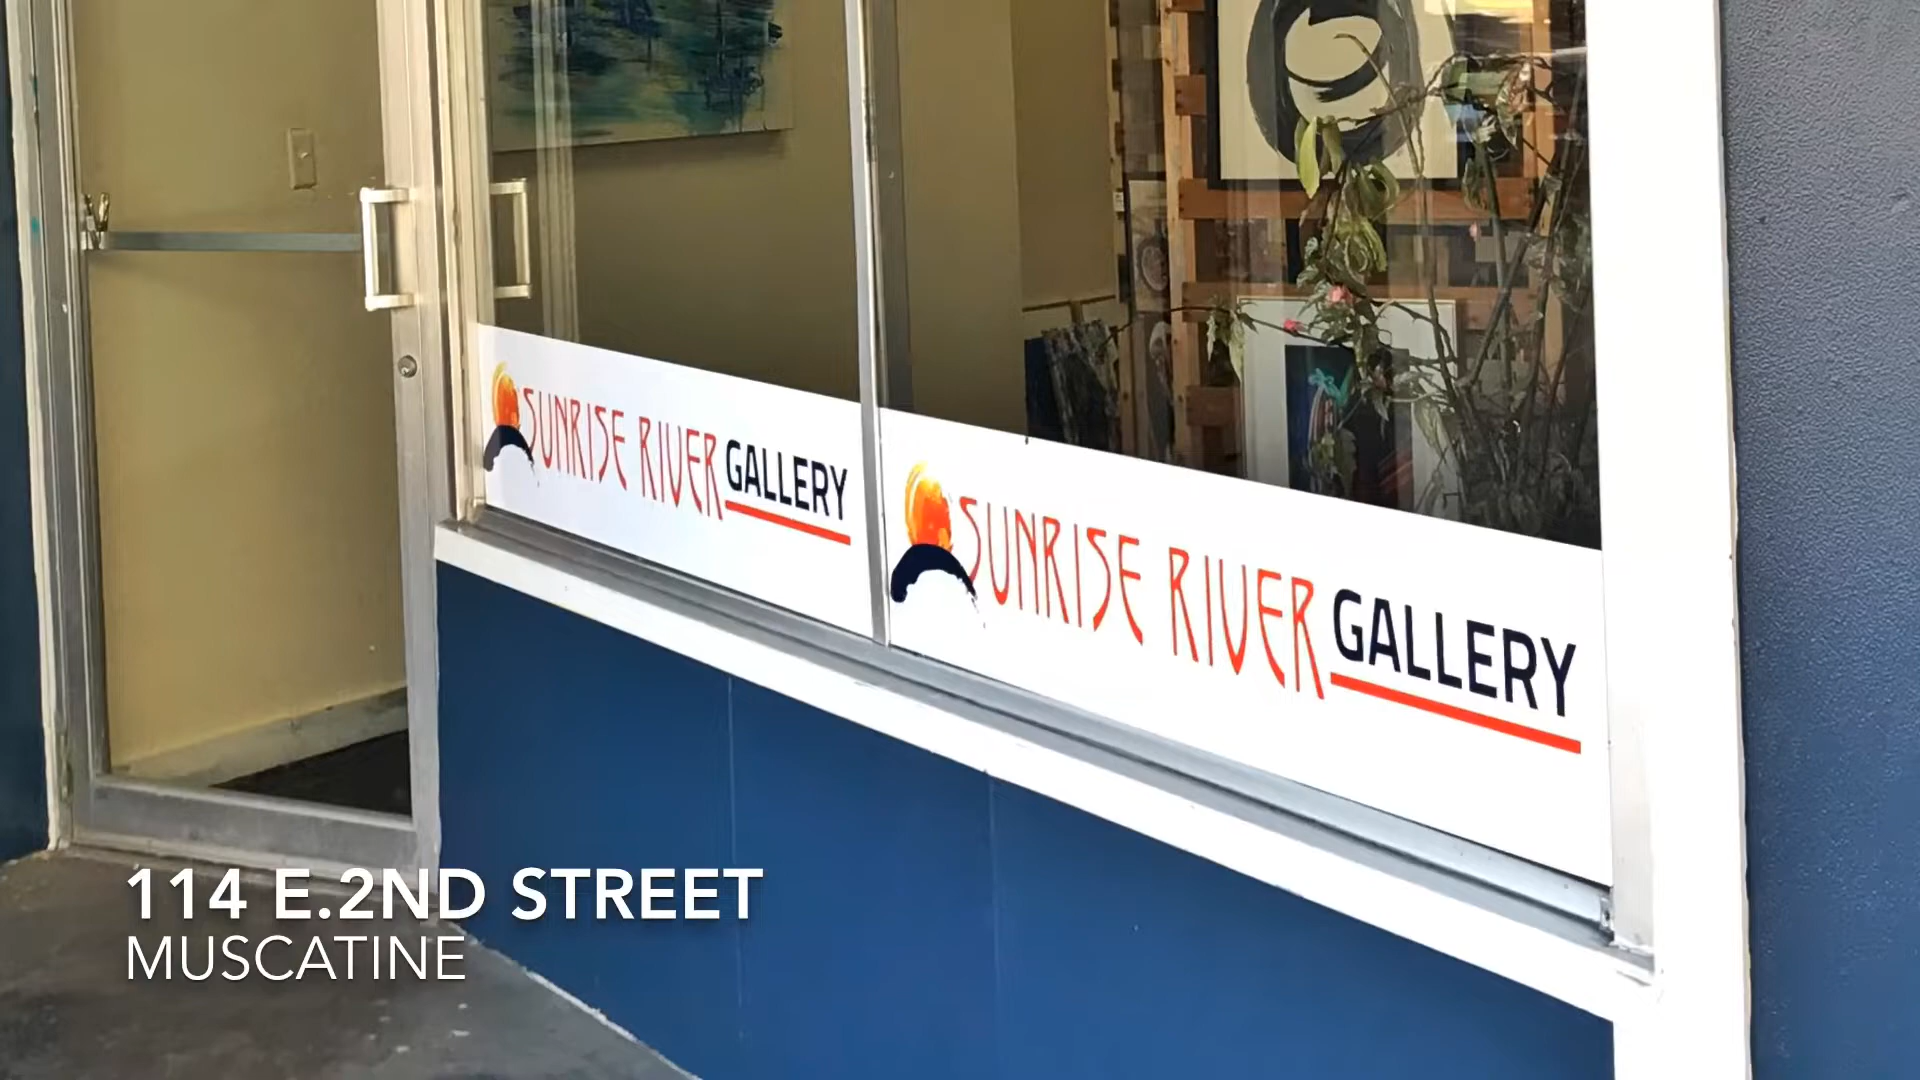 SUNRISE RIVER GALLERY
SUNRISE RIVER GALLERY
114 E.2ND STREET
MUSCATINE